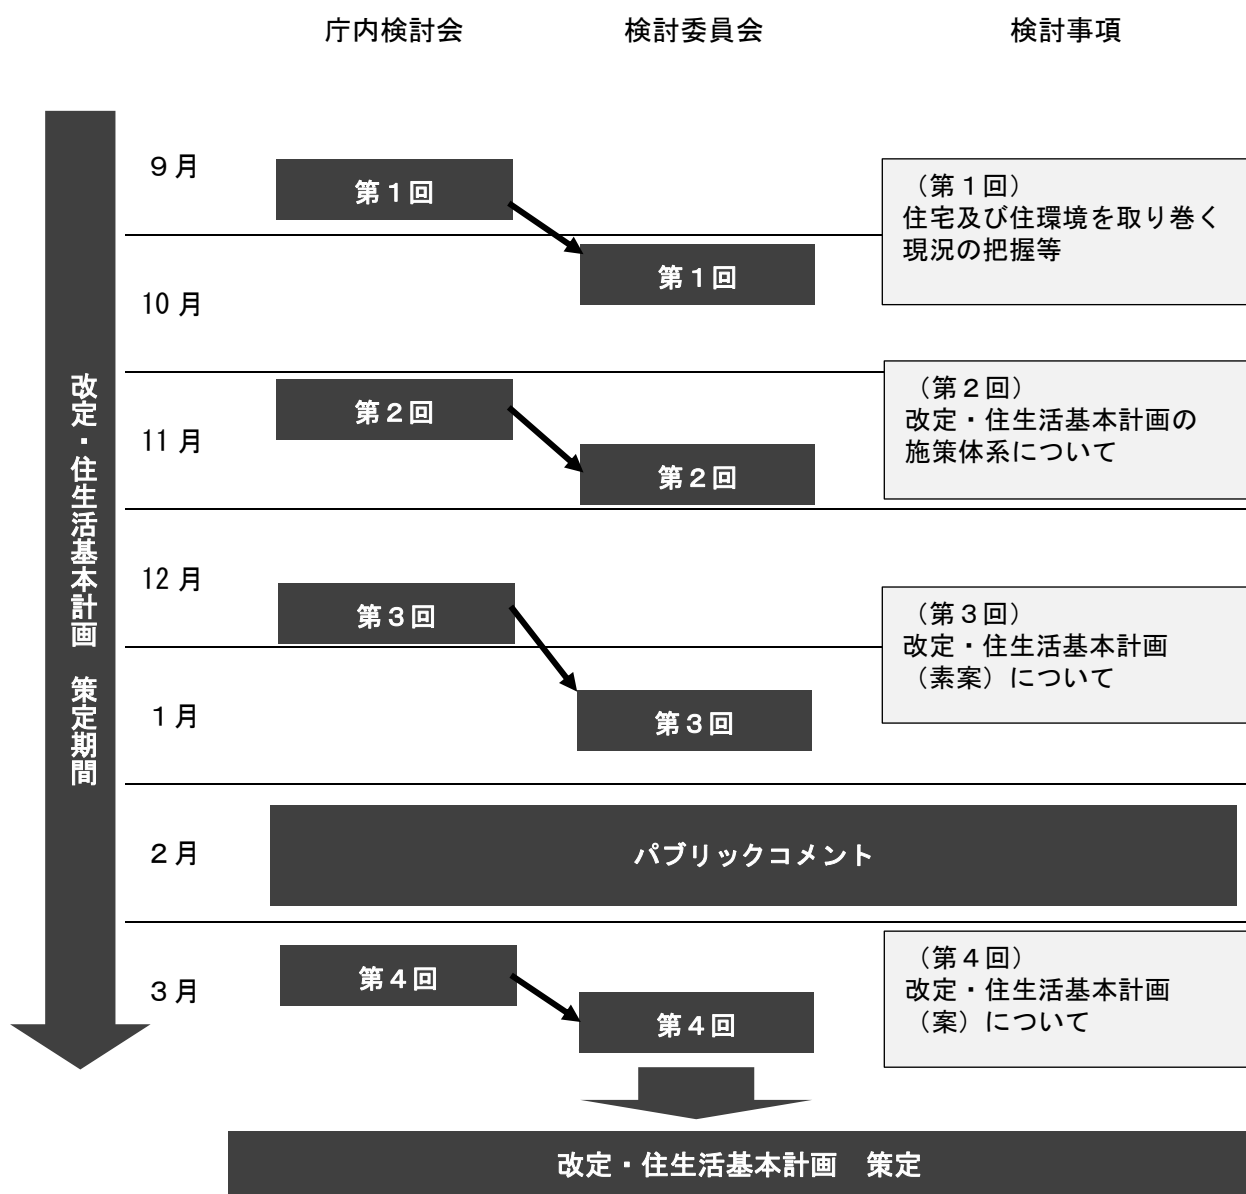 庁内検討会
検討委員会
検討事項
改定・住生活基本計画　策定期間
９月
第１回
（第１回）
住宅及び住環境を取り巻く
現況の把握等
第１回
10 月
第２回
（第２回）
改定・住生活基本計画の
施策体系について
11 月
第２回
12 月
第３回
（第３回）
改定・住生活基本計画
（素案）について
１月
第３回
２月
パブリックコメント
３月
第４回
（第４回）
改定・住生活基本計画
（案）について
第４回
改定・住生活基本計画　策定